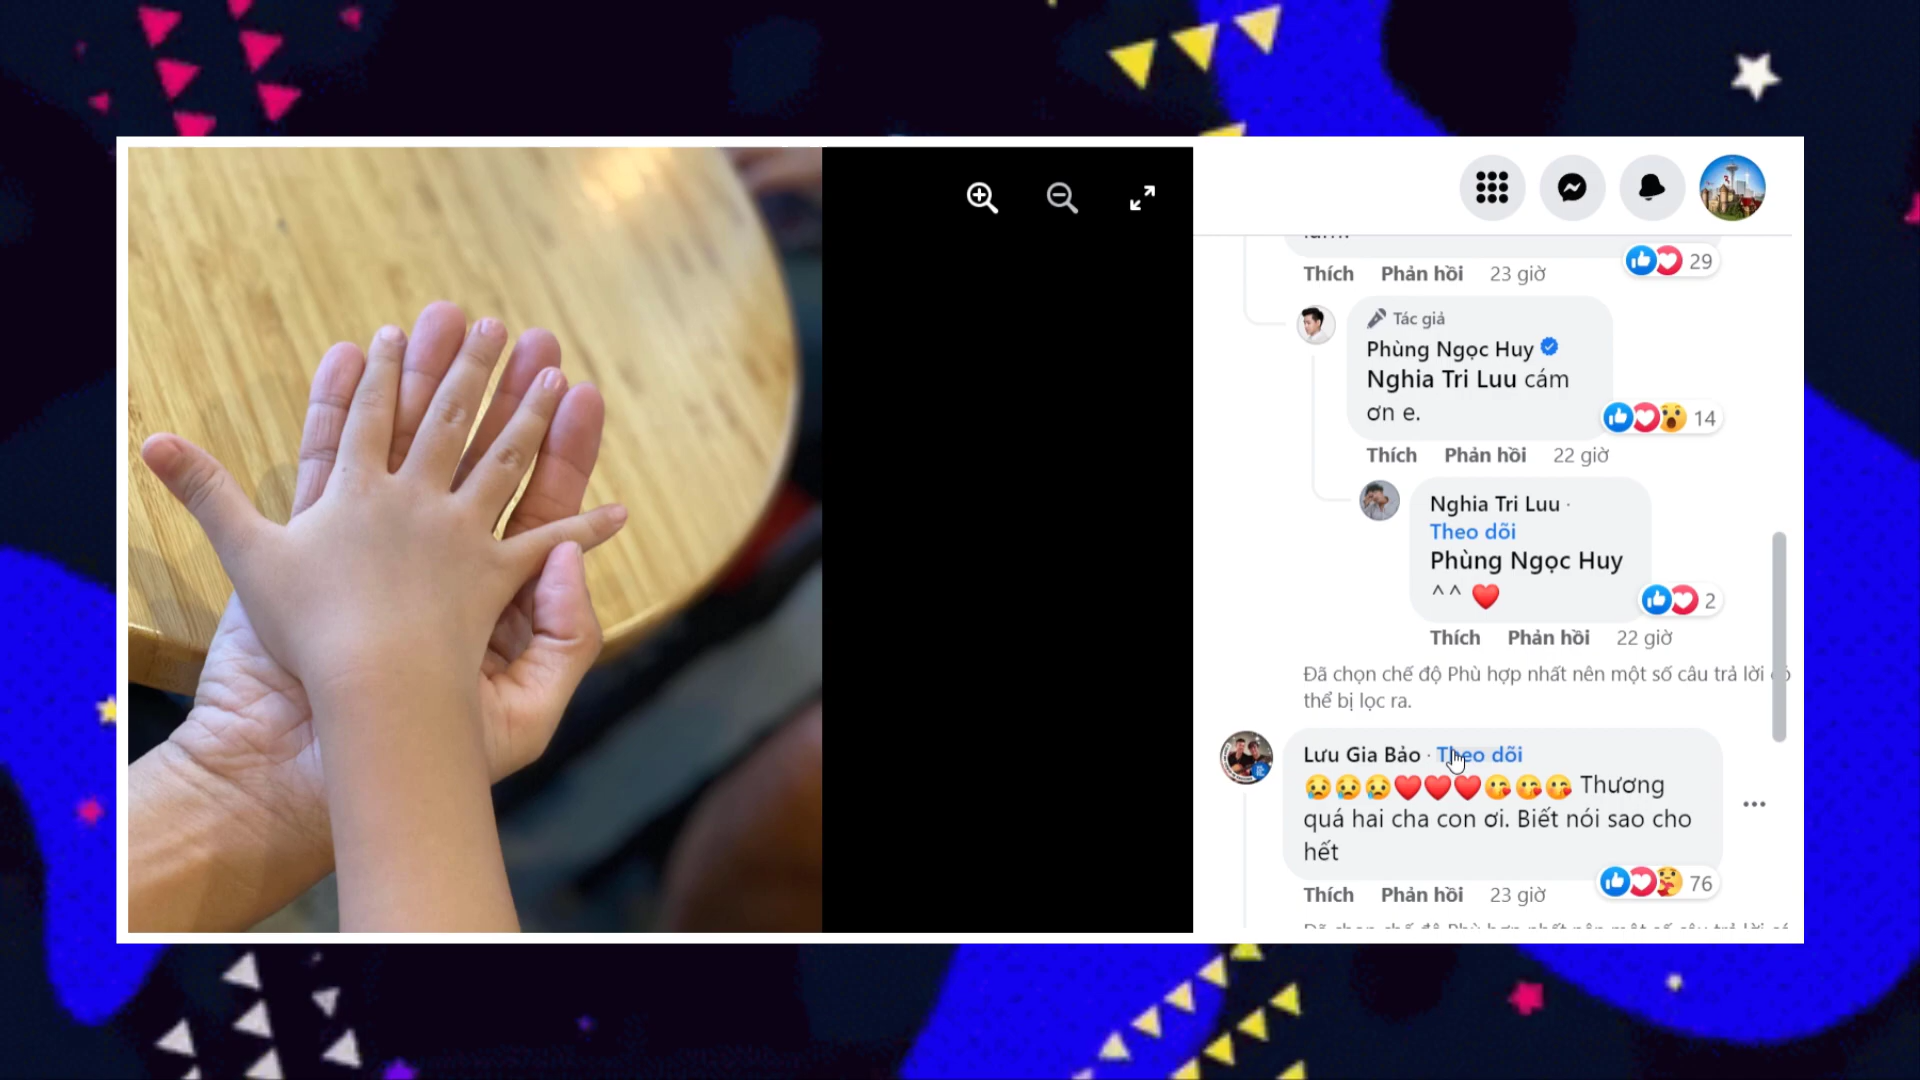 Thích Phản hồi 23 giờ
29
Tác giả
Phùng Ngọc Huy
Nghia Tri Luu cám
ơn e.
14
Thích Phản hồi 22 giờ
Nghia Tri Luu ·
Theo dõi
Phùng Ngọc Huy
^^ ❤️
2
Thích Phản hồi 22 giờ
Đã chọn chế độ Phù hợp nhất nên một số câu trả lời có
thể bị lọc ra.
Lưu Gia Bảo · Theo dõi
😢😢😢❤️❤️❤️😘😘😘 Thương
quá hai cha con ơi. Biết nói sao cho
hết
76
Thích Phản hồi 23 giờ